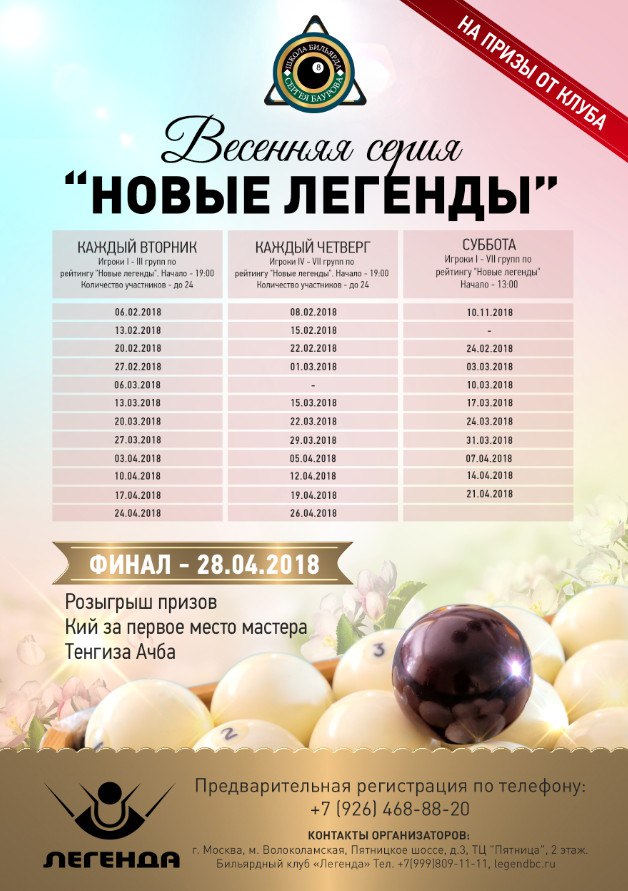 ШКОЛА БИЛЬЯРДА
8
СЕРГЕЯ БАУРОВА
НА ПРИЗЫ ОТ КЛУБА
Весенняя серия
“НОВЫЕ ЛЕГЕНДЫ”
КАЖДЫЙ ВТОРНИК
Игроки I - III групп по
рейтингу "Новые легенды". Начало - 19:00
Количество участников - до 24
06.02.2018
13.02.2018
20.02.2018
27.02.2018
06.03.2018
13.03.2018
20.03.2018
27.03.2018
03.04.2018
10.04.2018
17.04.2018
24.04.2018
КАЖДЫЙ ЧЕТВЕРГ
Игроки IV - VII групп по
рейтингу "Новые легенды". Начало - 19:00
Количество участников - до 24
08.02.2018
15.02.2018
22.02.2018
01.03.2018
-
15.03.2018
22.03.2018
29.03.2018
05.04.2018
12.04.2018
19.04.2018
26.04.2018
СУББОТА
Игроки I - VII групп по
рейтингу "Новые легенды"
Начало - 13:00
10.11.2018
-
24.02.2018
03.03.2018
10.03.2018
17.03.2018
24.03.2018
31.03.2018
07.04.2018
14.04.2018
21.04.2018
ФИНАЛ - 28.04.2018
Розыгрыш призов
Кий за первое место мастера
Тенгиза Ачба
3
2
ЛЕГЕНДА
Предварительная регистрация по телефону:
+7 (926) 468-88-20
КОНТАКТЫ ОРГАНИЗАТОРОВ:
г. Москва, м. Волоколамская, Пятницкое шоссе, д.3, ТЦ "Пятница", 2 этаж.
Бильярдный клуб «Легенда» Тел. +7(999)809-11-11, legendbc.ru